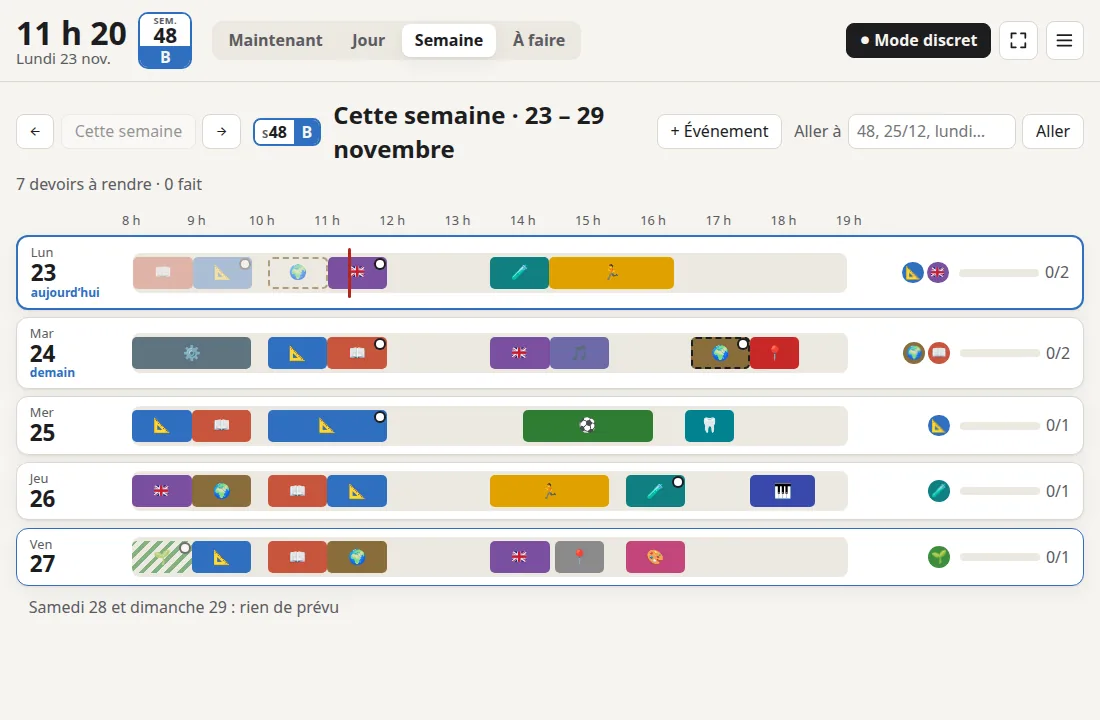 11 h 20
Lundi 23 nov.
SEM.
48
B
Maintenant Jour Semaine À faire
Mode discret
← Cette semaine →
s48 B
Cette semaine · 23 – 29
novembre
+ Événement
Aller à
48, 25/12, lundi...
Aller
7 devoirs à rendre · 0 fait
8 h 9 h 10 h 11 h 12 h 13 h 14 h 15 h 16 h 17 h 18 h 19 h
Lun
23
aujourd'hui
0/2
Mar
24
demain
0/2
Mer
25
0/1
Jeu
26
0/1
Ven
27
0/1
Samedi 28 et dimanche 29 : rien de prévu